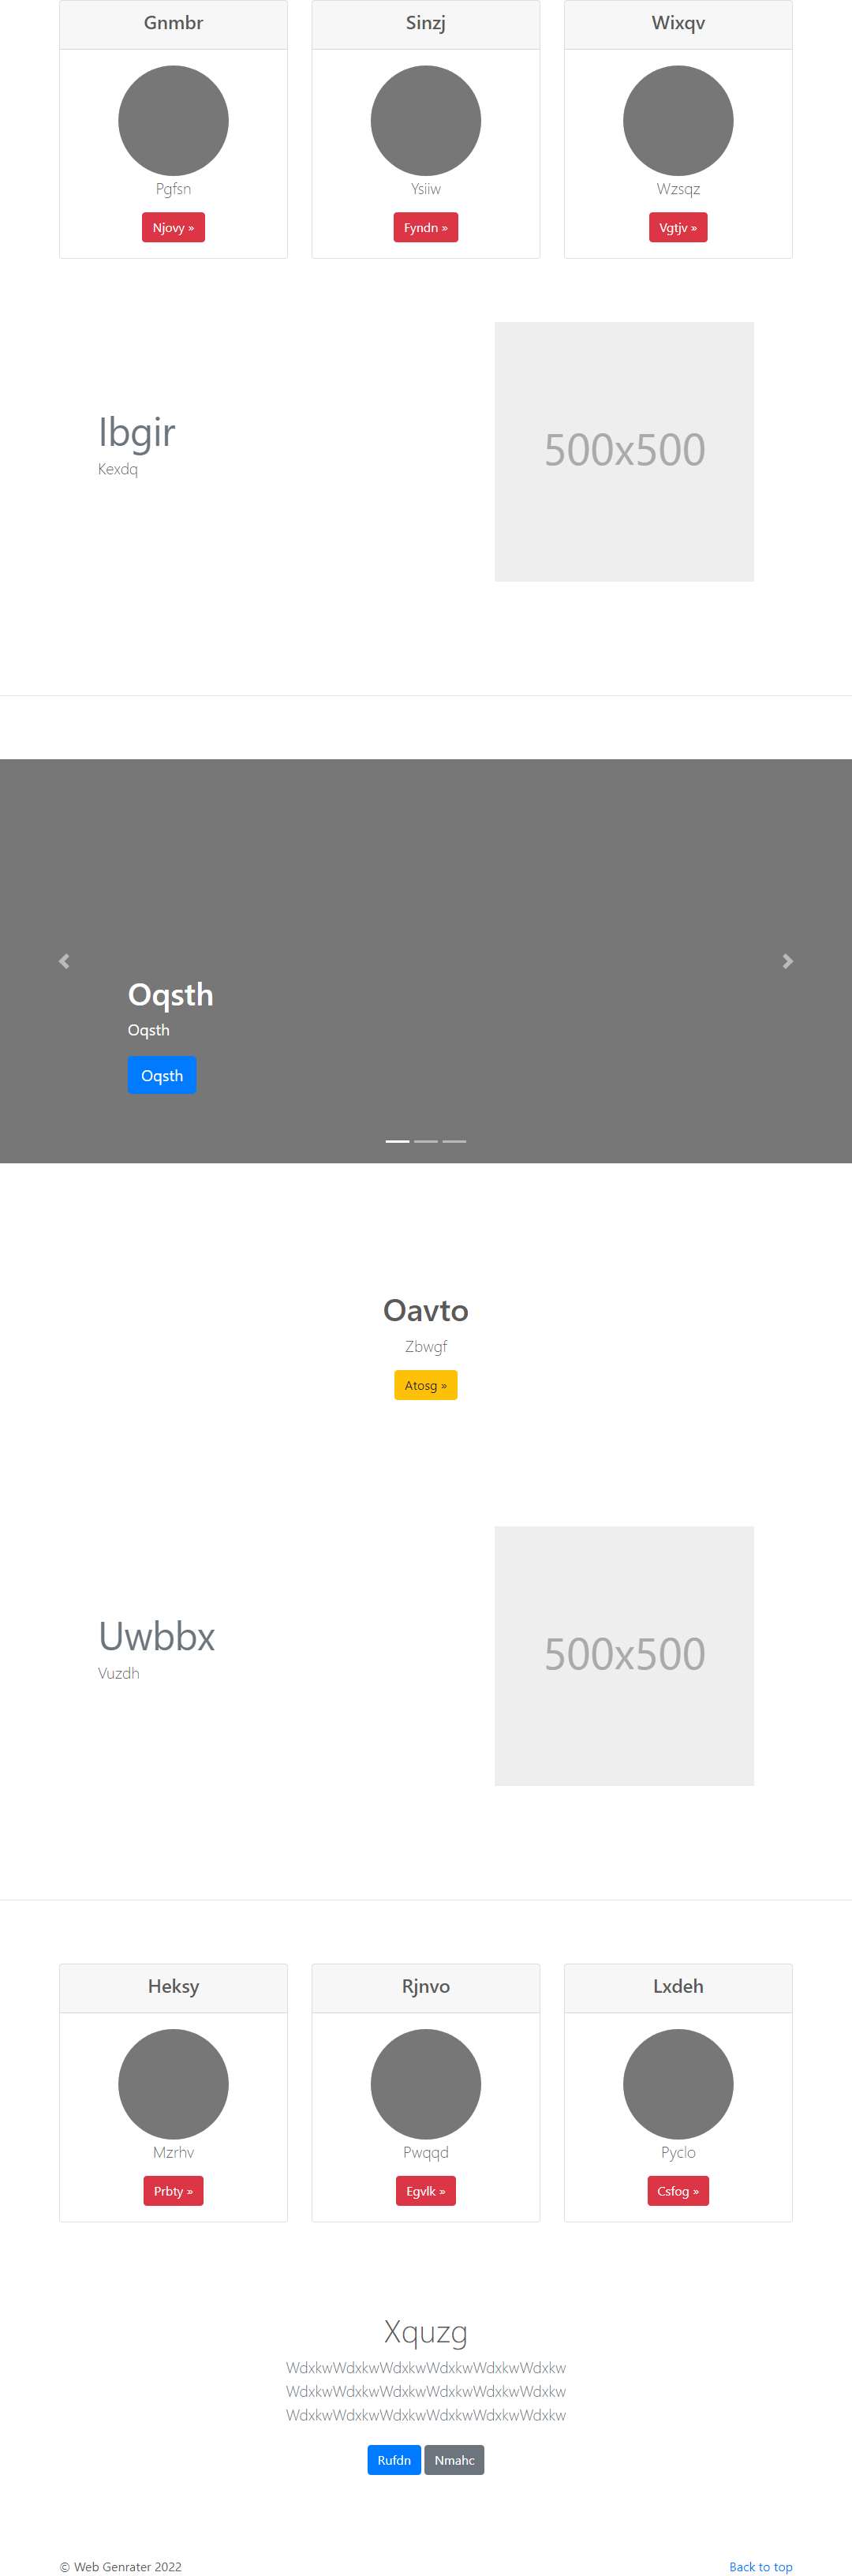 Gnmbr
Sinzj
Wixqv
Pgfsn
Ysiiw
Wzsqz
Njovy »
Fyndn »
Vgtjv »
Ibgir
Kexdq
500x500
Oqsth
Oqsth
Oqsth
Oavto
Zbwgf
Atosg »
Uwbbx
Vuzdh
500x500
Heksy
Rjnvo
Lxdeh
Mzrhv
Pwqqd
Pyclo
Prbty »
Egvlk »
Csfog »
Xquzg
WdxkwWdxkwWdxkwWdxkwWdxkwWdxkw
WdxkwWdxkwWdxkwWdxkwWdxkwWdxkw
WdxkwWdxkwWdxkwWdxkwWdxkwWdxkw
Rufdn
Nmahc
© Web Genrater 2022
Back to top